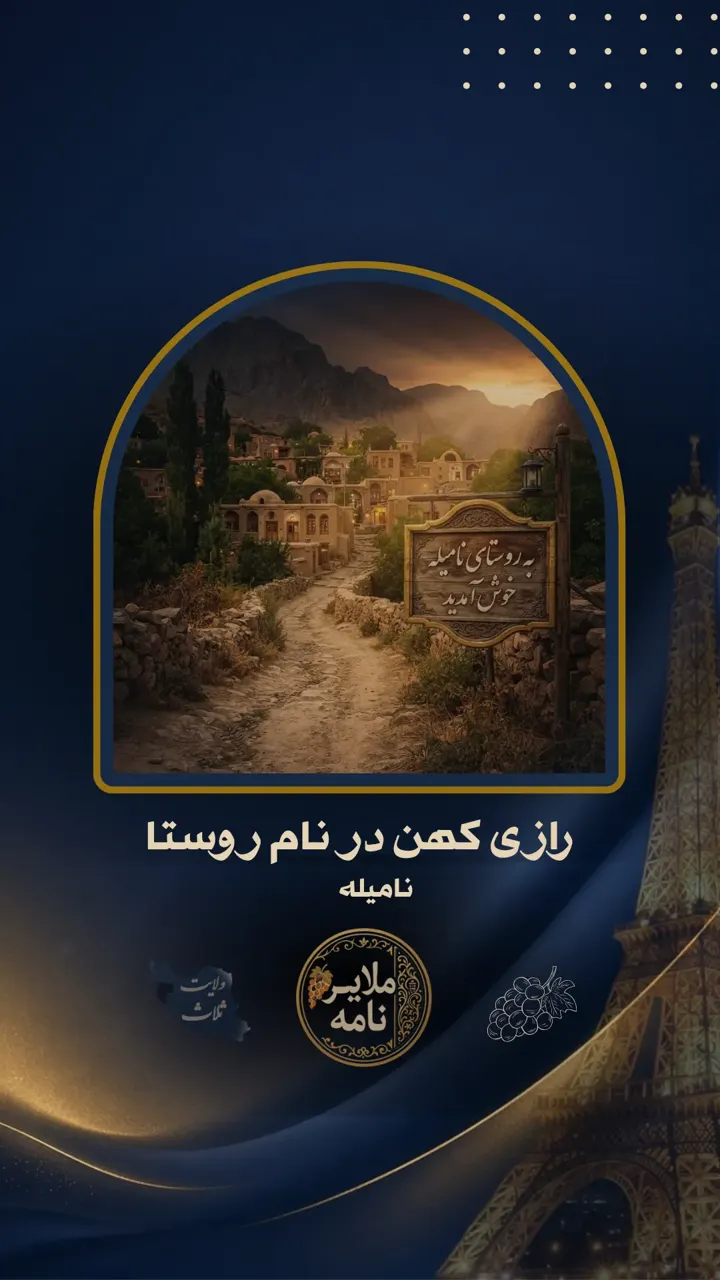 به روستای نامیله
خوش آمدید
رازی کهن در نام روستا
نامیله
ملایر
نامه
ولایت
ثلاث